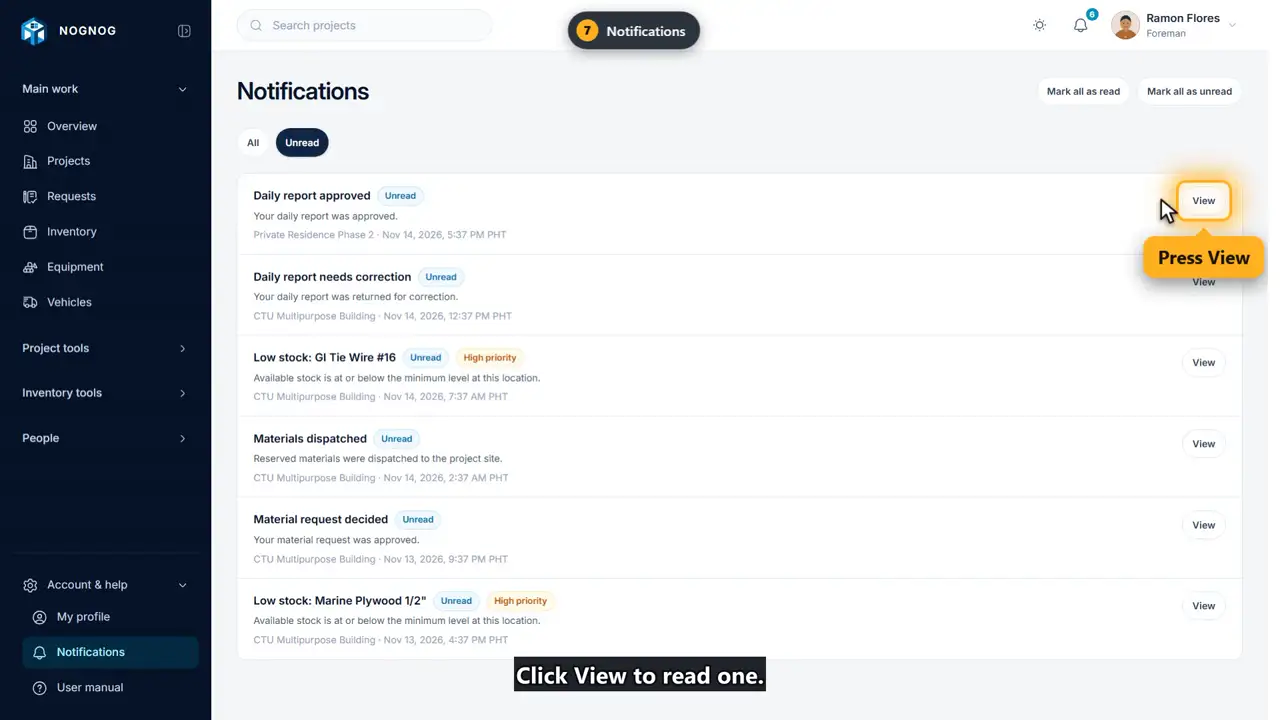 NOGNOG
Search projects
7 Notifications
6
Ramon Flores
Foreman
Main work
Overview
Projects
Requests
Inventory
Equipment
Vehicles
Project tools
Inventory tools
People
Account & help
My profile
Notifications
User manual
Notifications
Mark all as read
Mark all as unread
All
Unread
Daily report approved Unread
Your daily report was approved.
Private Residence Phase 2 · Nov 14, 2026, 5:37 PM PHT
View
Press View
Daily report needs correction Unread
Your daily report was returned for correction.
CTU Multipurpose Building · Nov 14, 2026, 12:37 PM PHT
View
Low stock: GI Tie Wire #16 Unread High priority
Available stock is at or below the minimum level at this location.
CTU Multipurpose Building · Nov 14, 2026, 7:37 AM PHT
View
Materials dispatched Unread
Reserved materials were dispatched to the project site.
CTU Multipurpose Building · Nov 14, 2026, 2:37 AM PHT
View
Material request decided Unread
Your material request was approved.
CTU Multipurpose Building · Nov 13, 2026, 9:37 PM PHT
View
Low stock: Marine Plywood 1/2" Unread High priority
Available stock is at or below the minimum level at this location.
CTU Multipurpose Building · Nov 13, 2026, 4:37 PM PHT
View
Click View to read one.